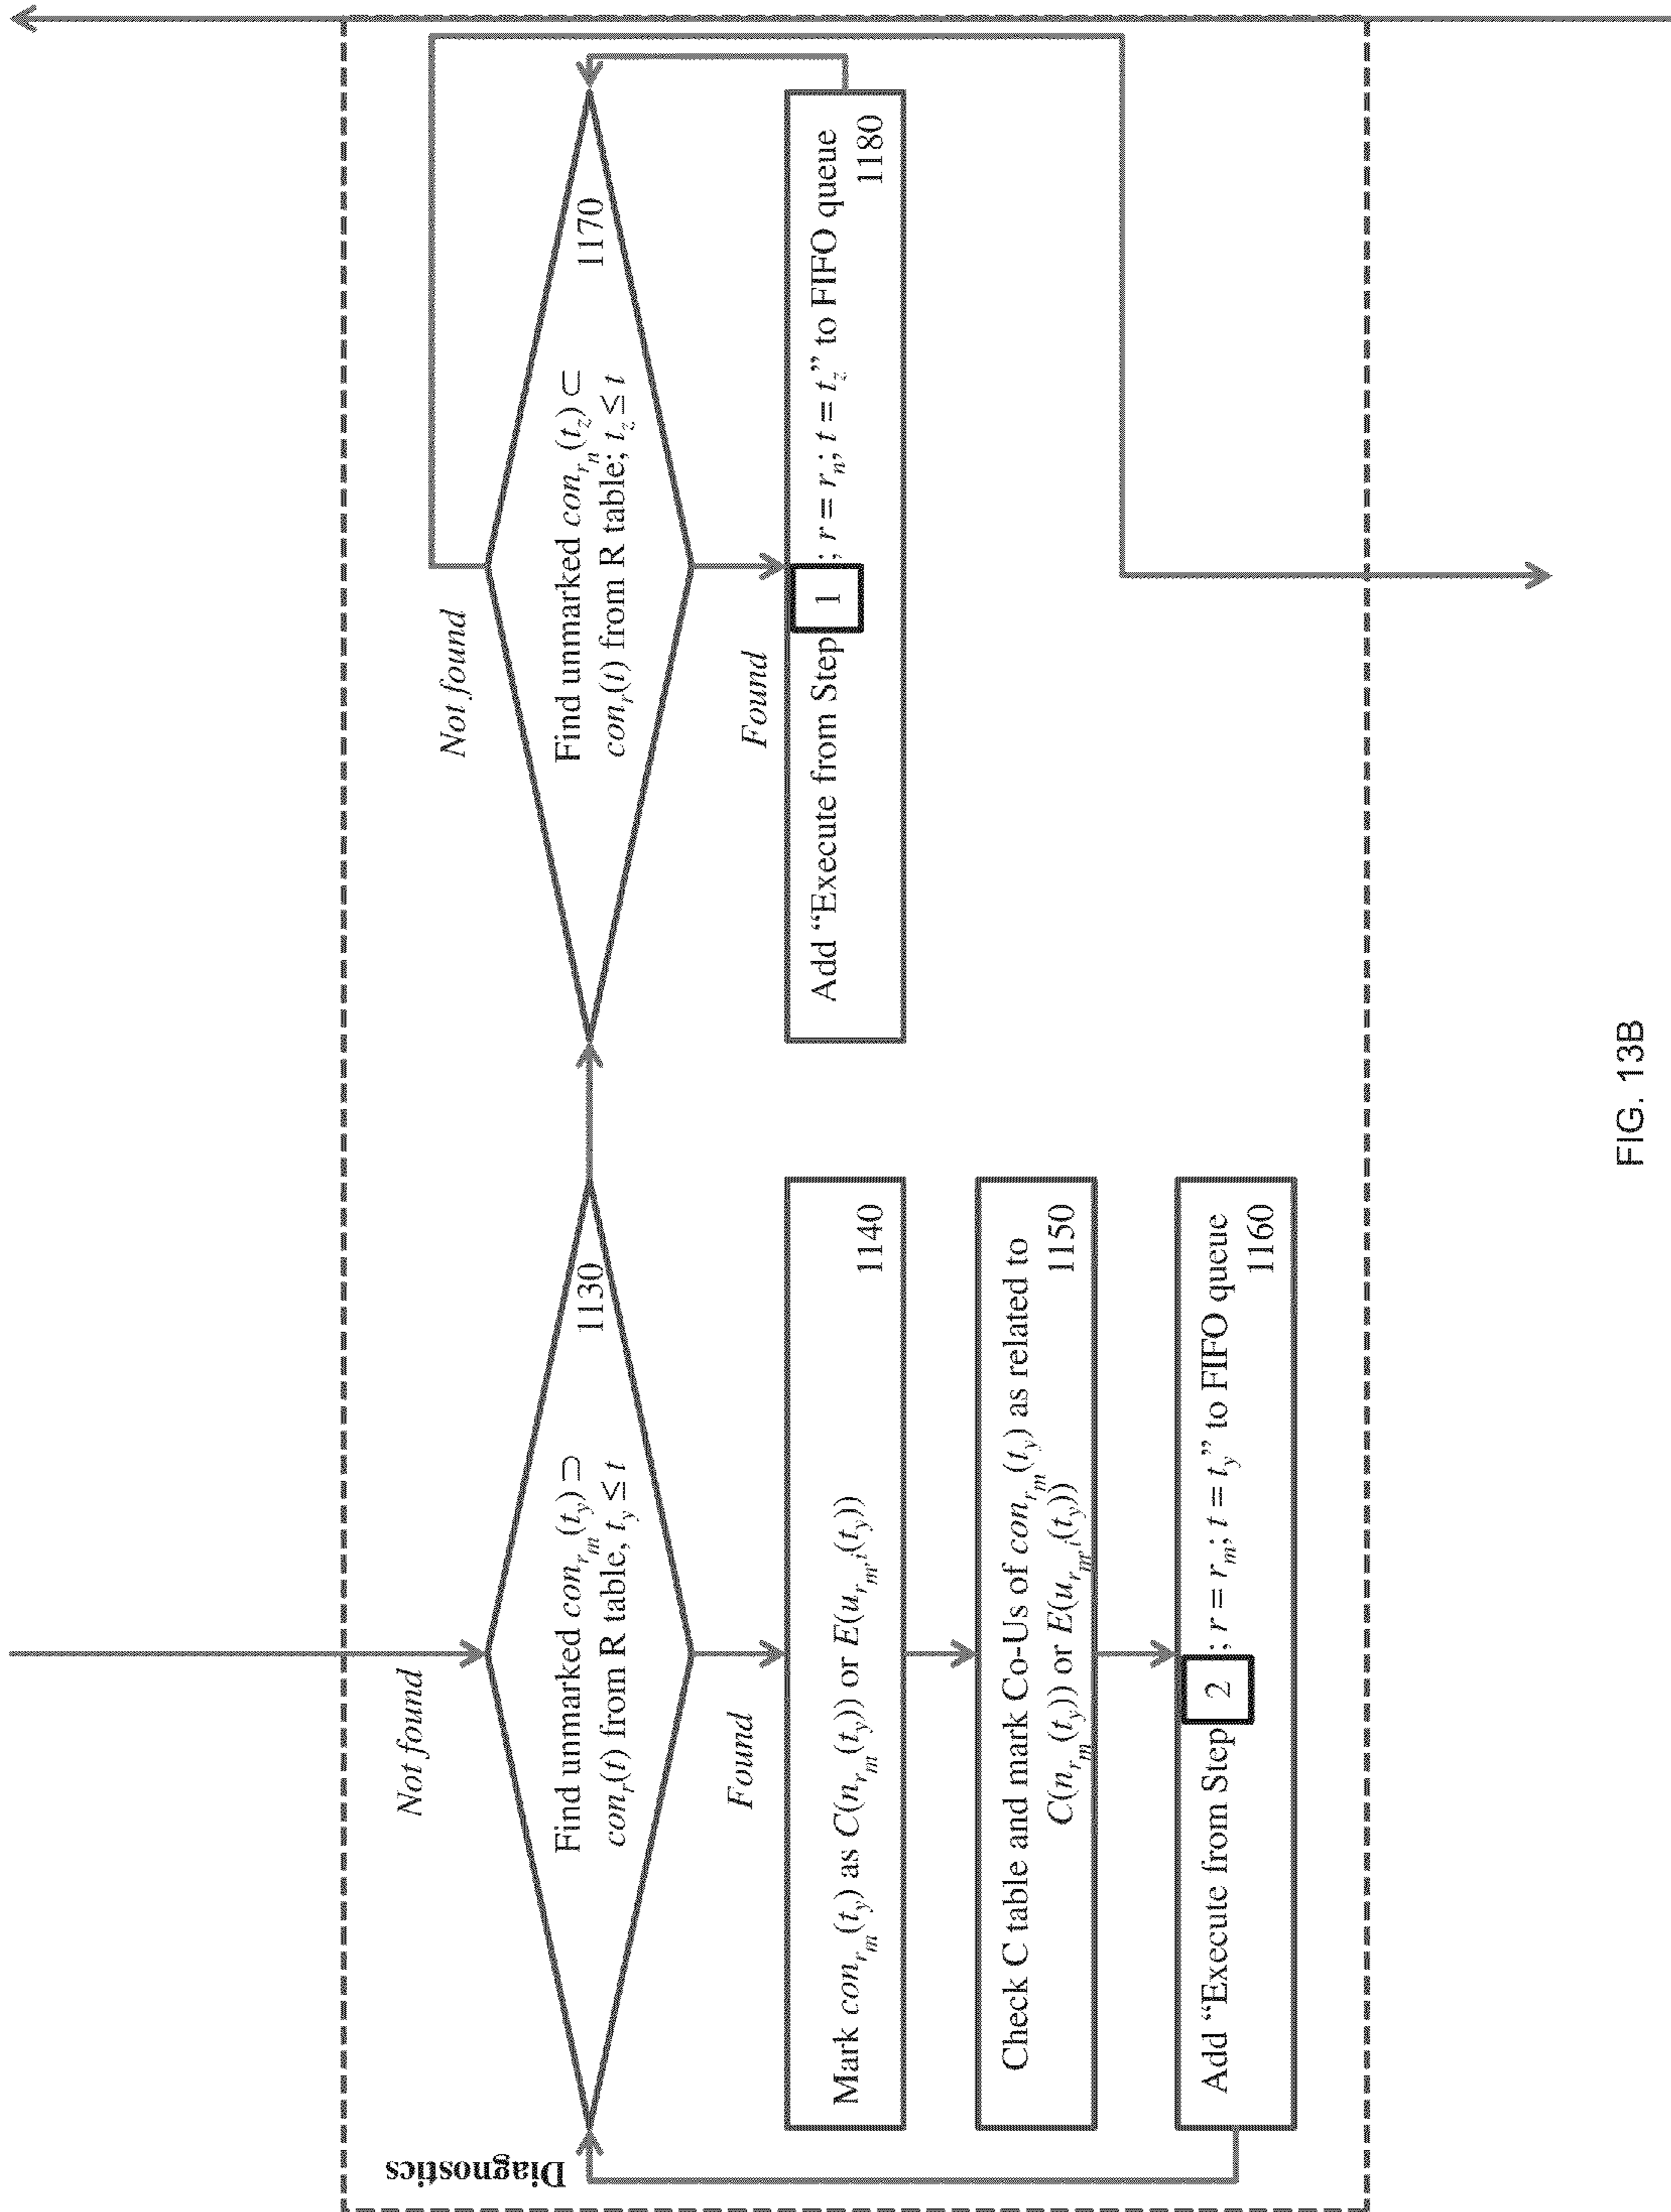 Diagnostics
Not found
Find unmarked con_{r_m}(t_y) ⊃
con_r(t) from R table, t_y ≤ t
1130
Found
Mark con_{r_m}(t_y) as C(n_{r_m}(t_y)) or E(u_{r_m,i}(t_y))
1140
Check C table and mark Co-Us of con_{r_m}(t_y) as related to
C(n_{r_m}(t_y)) or E(u_{r_m,i}(t_y))
1150
Add “Execute from Step 2 ; r = r_m; t = t_y” to FIFO queue
1160
Not found
Find unmarked con_{r_n}(t_z) ⊂
con_r(t) from R table; t_z ≤ t
1170
Found
Add “Execute from Step 1 ; r = r_n; t = t_z” to FIFO queue
1180
FIG. 13B